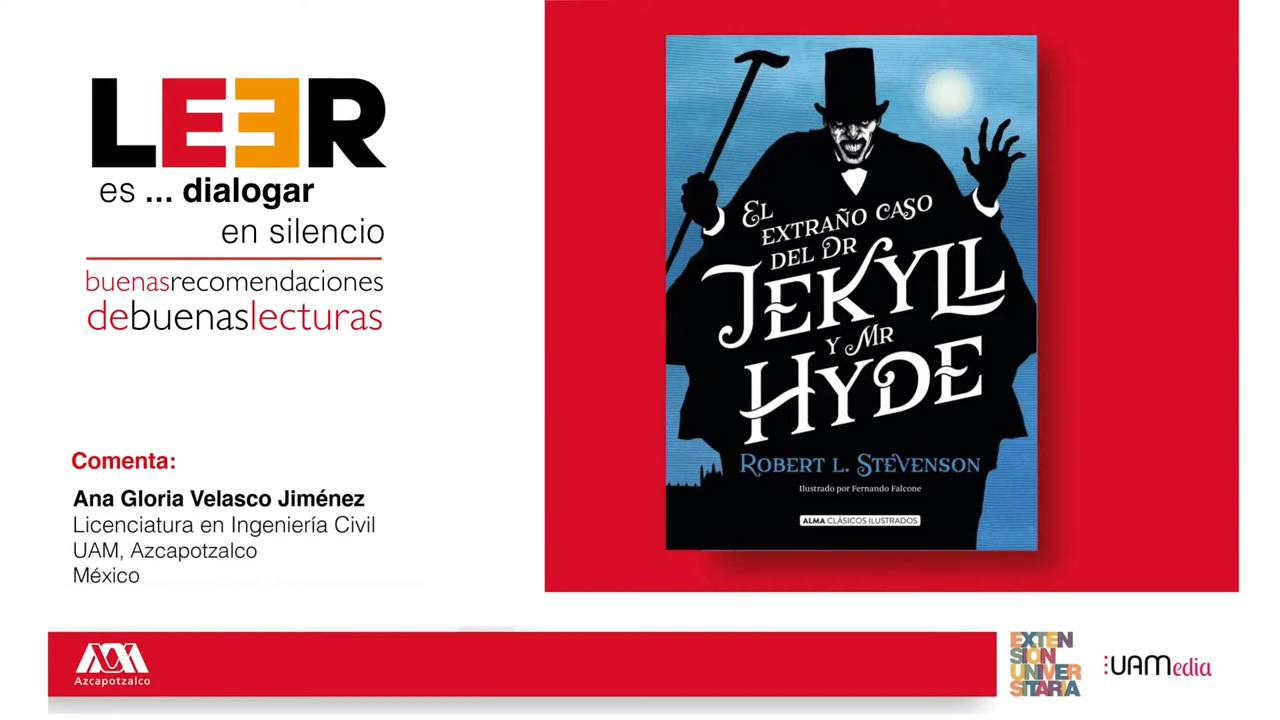 LEER
es ... dialogar
en silencio
buenasrecomendaciones
debuenaslecturas
Comenta:
Ana Gloria Velasco Jiménez
Licenciatura en Ingeniería Civil
UAM, Azcapotzalco
México
EL
EXTRAÑO CASO
DEL DR
JEKYLL
Y MR
HYDE
ROBERT L. STEVENSON
Ilustrado por Fernando Falcone
ALMA CLÁSICOS ILUSTRADOS
Azcapotzalco
EXTEN
SIÓN
UNIVER
SITARIA
UAMedia